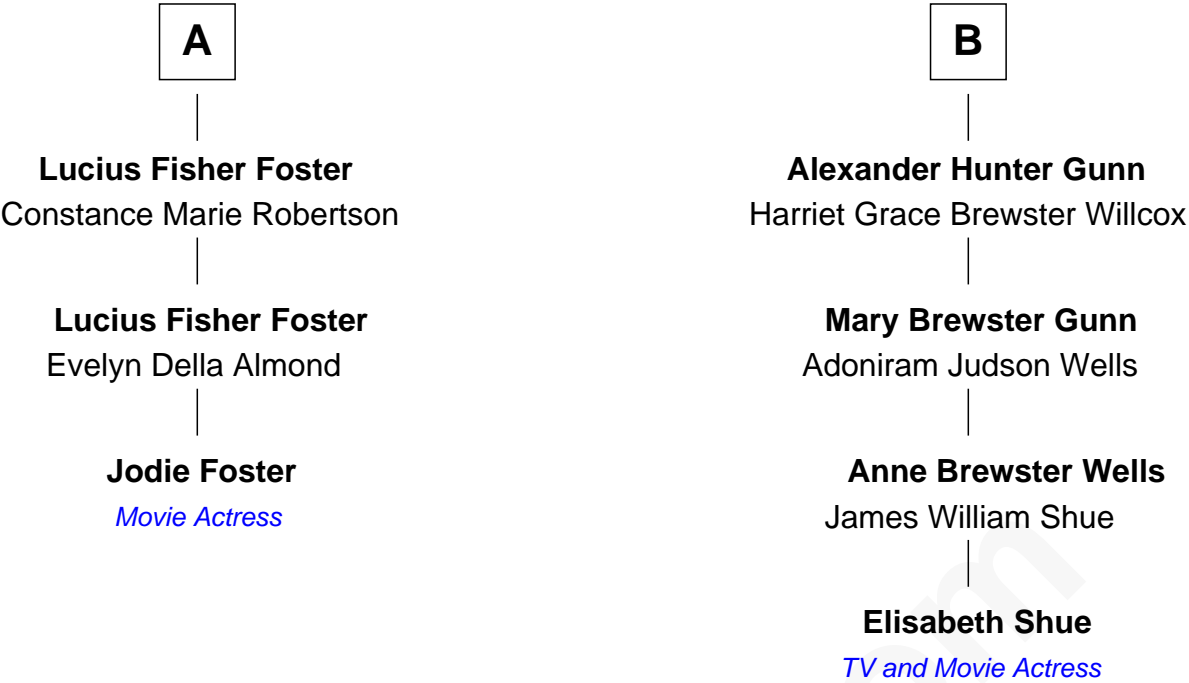 A
Lucius Fisher Foster
Constance Marie Robertson
Lucius Fisher Foster
Evelyn Della Almond
Jodie Foster
Movie Actress
B
Alexander Hunter Gunn
Harriet Grace Brewster Willcox
Mary Brewster Gunn
Adoniram Judson Wells
Anne Brewster Wells
James William Shue
Elisabeth Shue
TV and Movie Actress